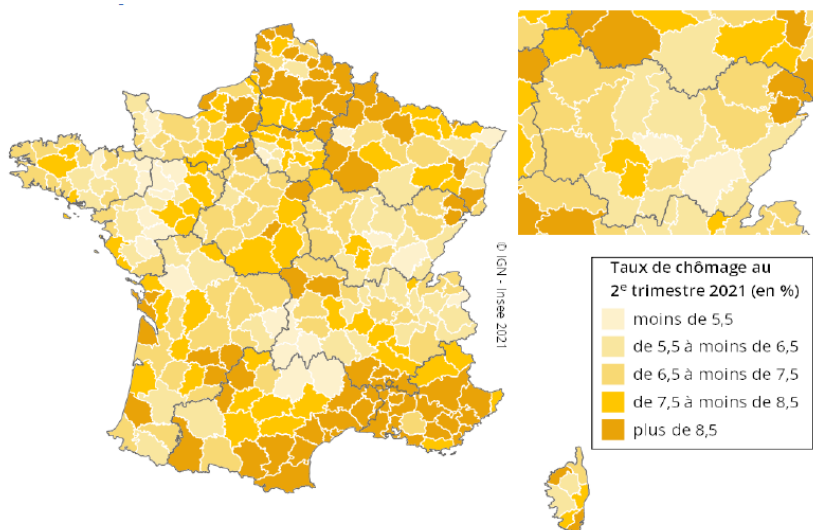 © IGN - Insee 2021
Taux de chômage au
2e trimestre 2021 (en %)
moins de 5,5
de 5,5 à moins de 6,5
de 6,5 à moins de 7,5
de 7,5 à moins de 8,5
plus de 8,5